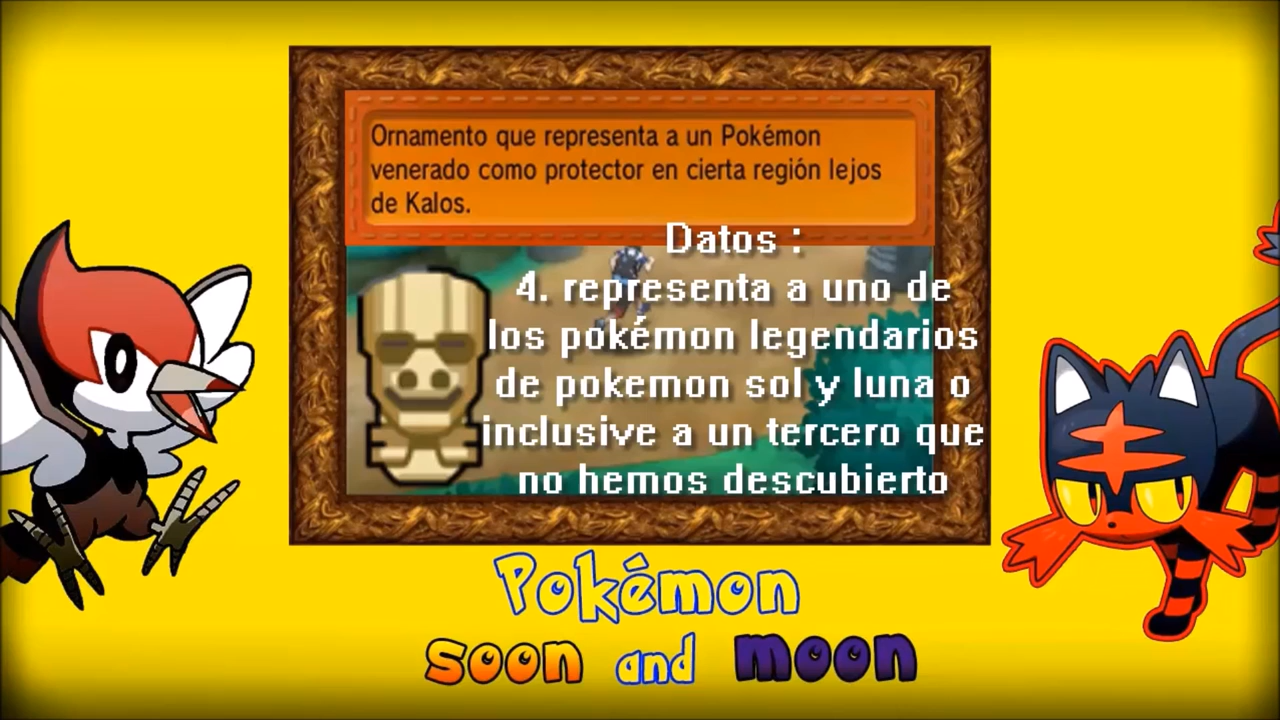 Ornamento que representa a un Pokémon
venerado como protector en cierta región lejos
de Kalos.
Datos :
4. representa a uno de
los pokémon legendarios
de pokemon sol y luna o
inclusive a un tercero que
no hemos descubierto
Pokémon
soon and moon